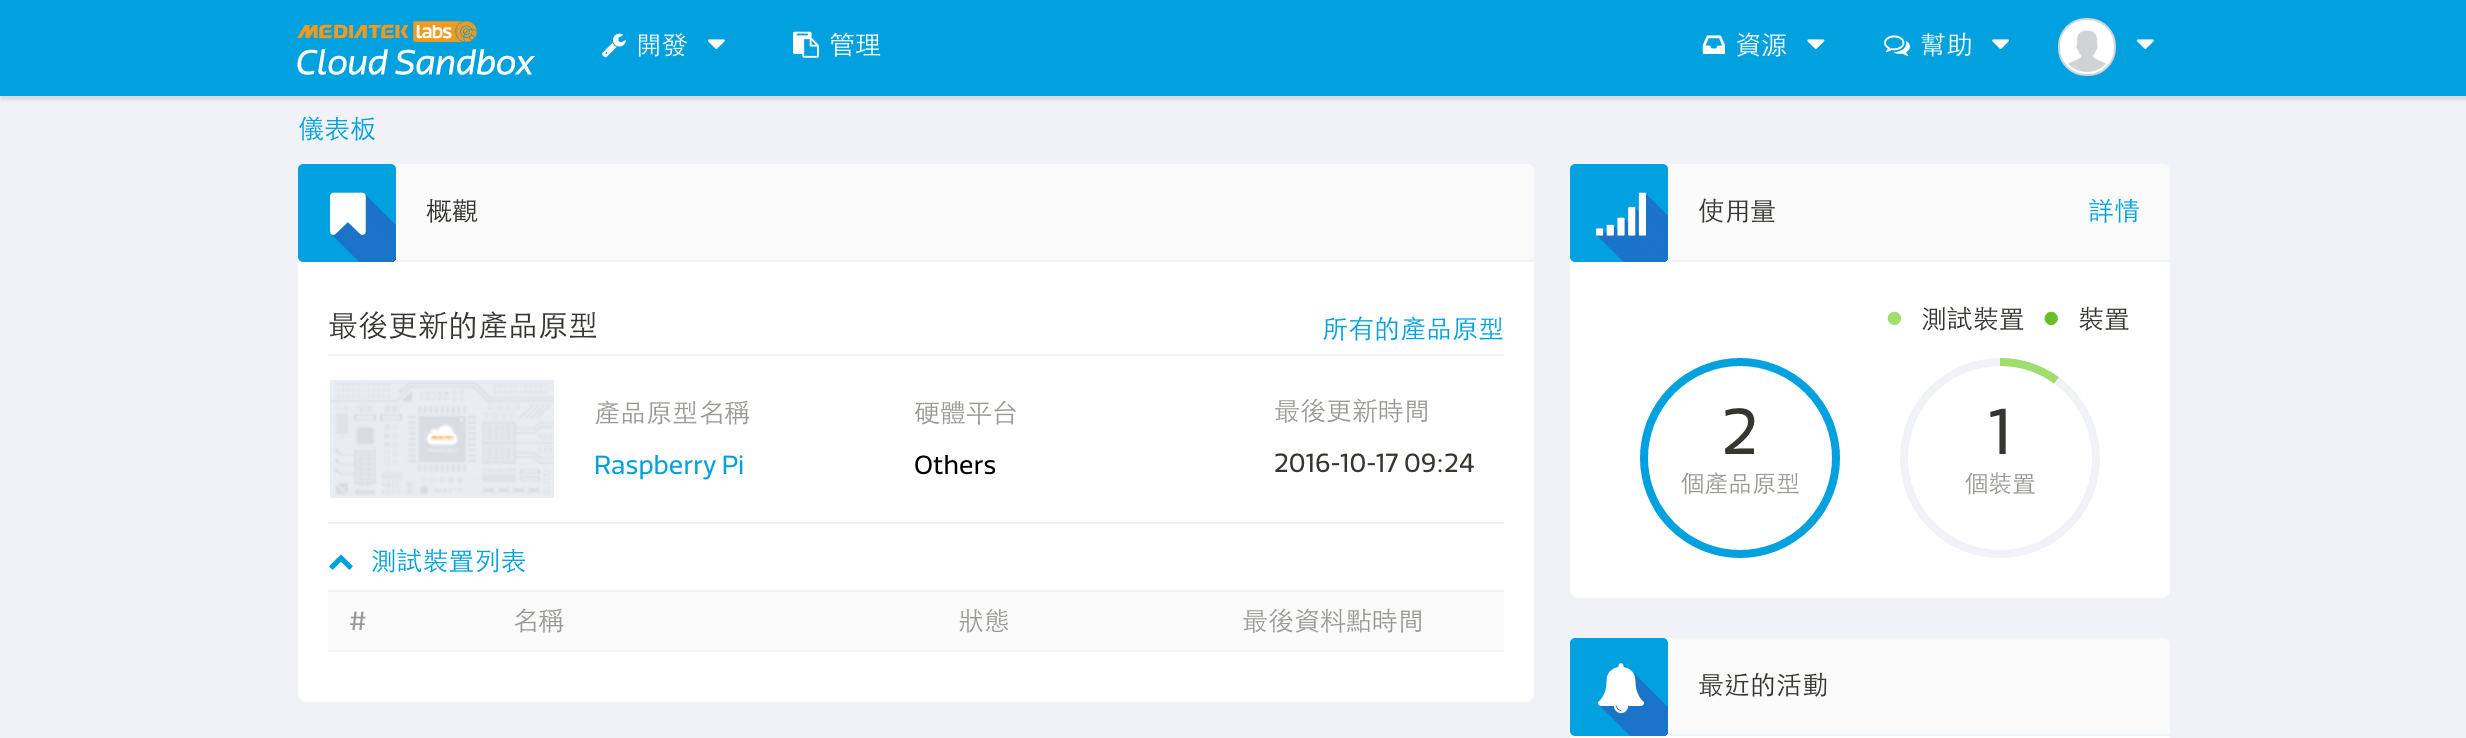 MEDIATEK labs
Cloud Sandbox
開發
管理
資源
幫助
儀表板
概觀
最後更新的產品原型
所有的產品原型
產品原型名稱
硬體平台
最後更新時間
Raspberry Pi
Others
2016-10-17 09:24
測試裝置列表
# 名稱 狀態 最後資料點時間
使用量
詳情
測試裝置 裝置
2
個產品原型
1
個裝置
最近的活動